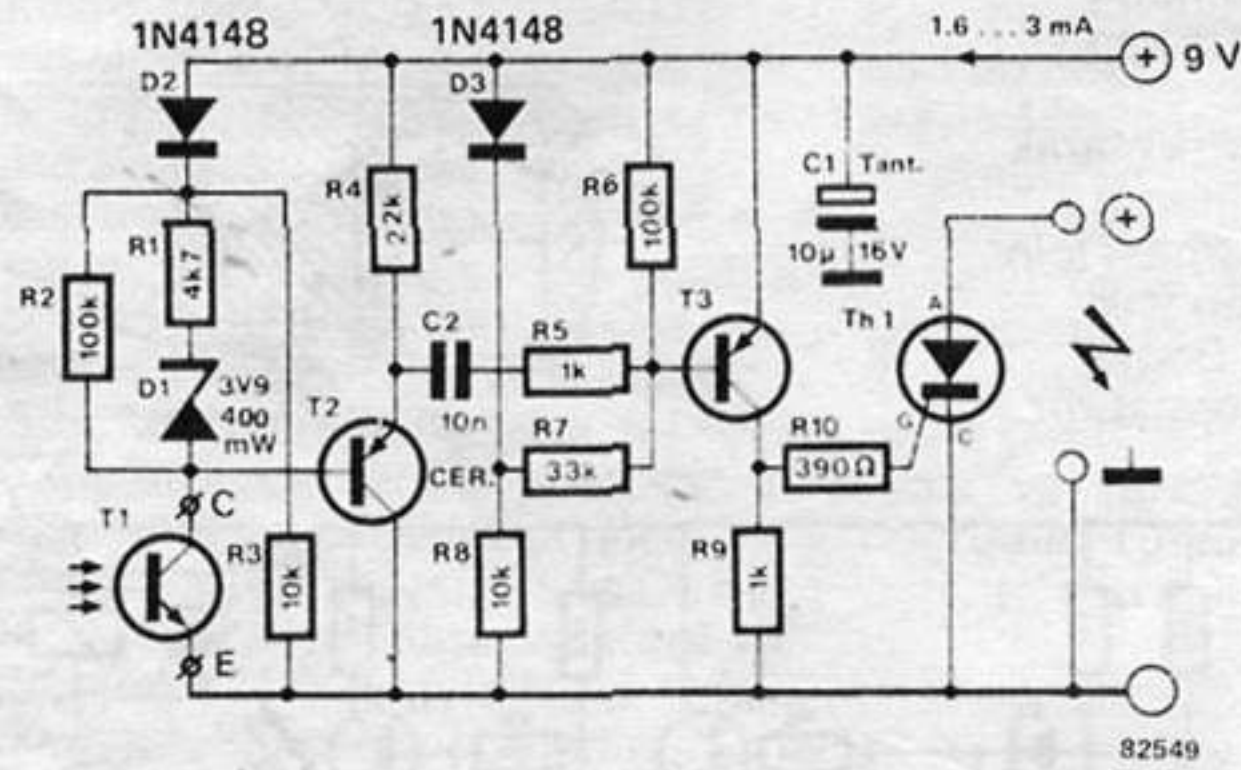 1N4148
1N4148
1.6 . . . 3 mA
+ 9 V
D2
D3
R4
22k
R6
100k
C1 Tant.
10µ 16V
+
R1
4k7
R2
100k
D1
3V9
400
mW
T2
C2
10n
CER.
R5
1k
R7
33k
T3
Th 1
A
G
C
R10
390Ω
C
T1
E
R3
10k
R8
10k
R9
1k
82549